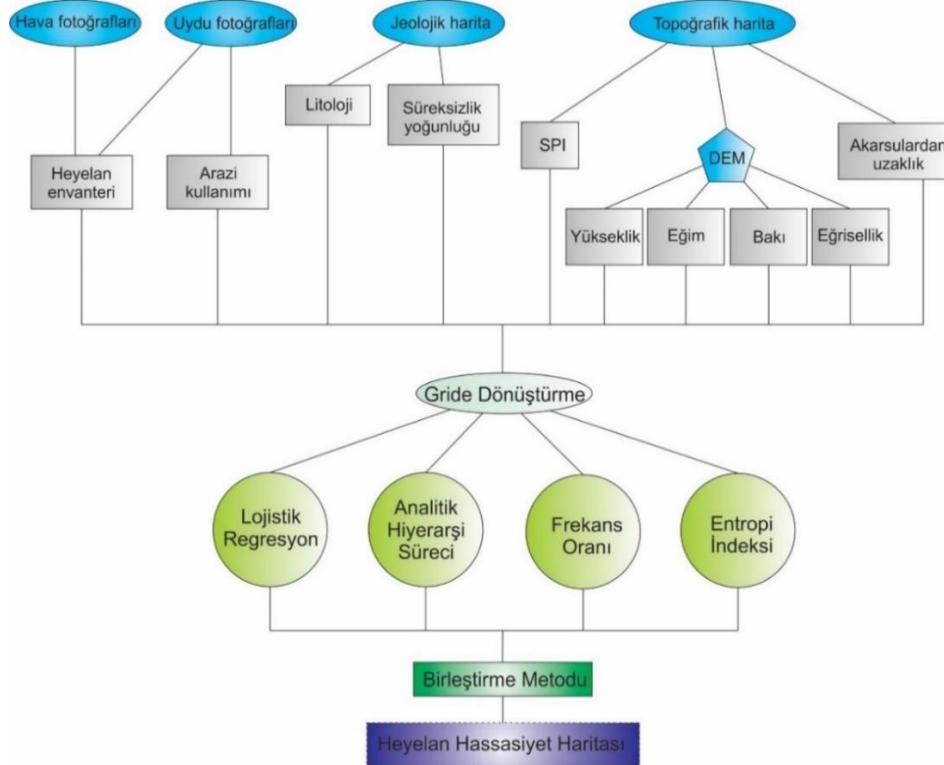 Hava fotoğrafları
Uydu fotoğrafları
Jeolojik harita
Topoğrafik harita
Litoloji
Süreksizlik
yoğunluğu
SPI
DEM
Akarsulardan
uzaklık
Heyelan
envanteri
Arazi
kullanımı
Yükseklik
Eğim
Bakı
Eğrisellik
Gride Dönüştürme
Lojistik
Regresyon
Analitik
Hiyerarşi
Süreci
Frekans
Oranı
Entropi
İndeksi
Birleştirme Metodu
Heyelan Hassasiyet Haritası